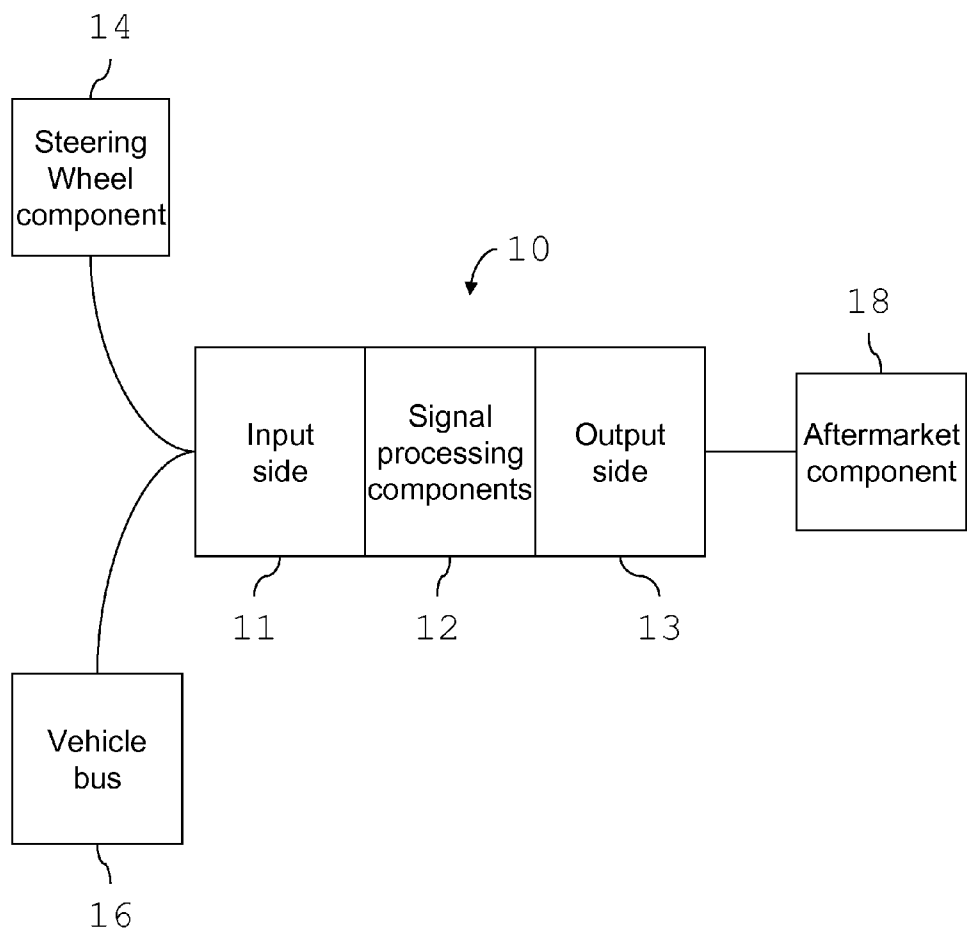 14
Steering
Wheel
component
10
18
Input
side
Signal
processing
components
Output
side
Aftermarket
component
11
12
13
Vehicle
bus
16